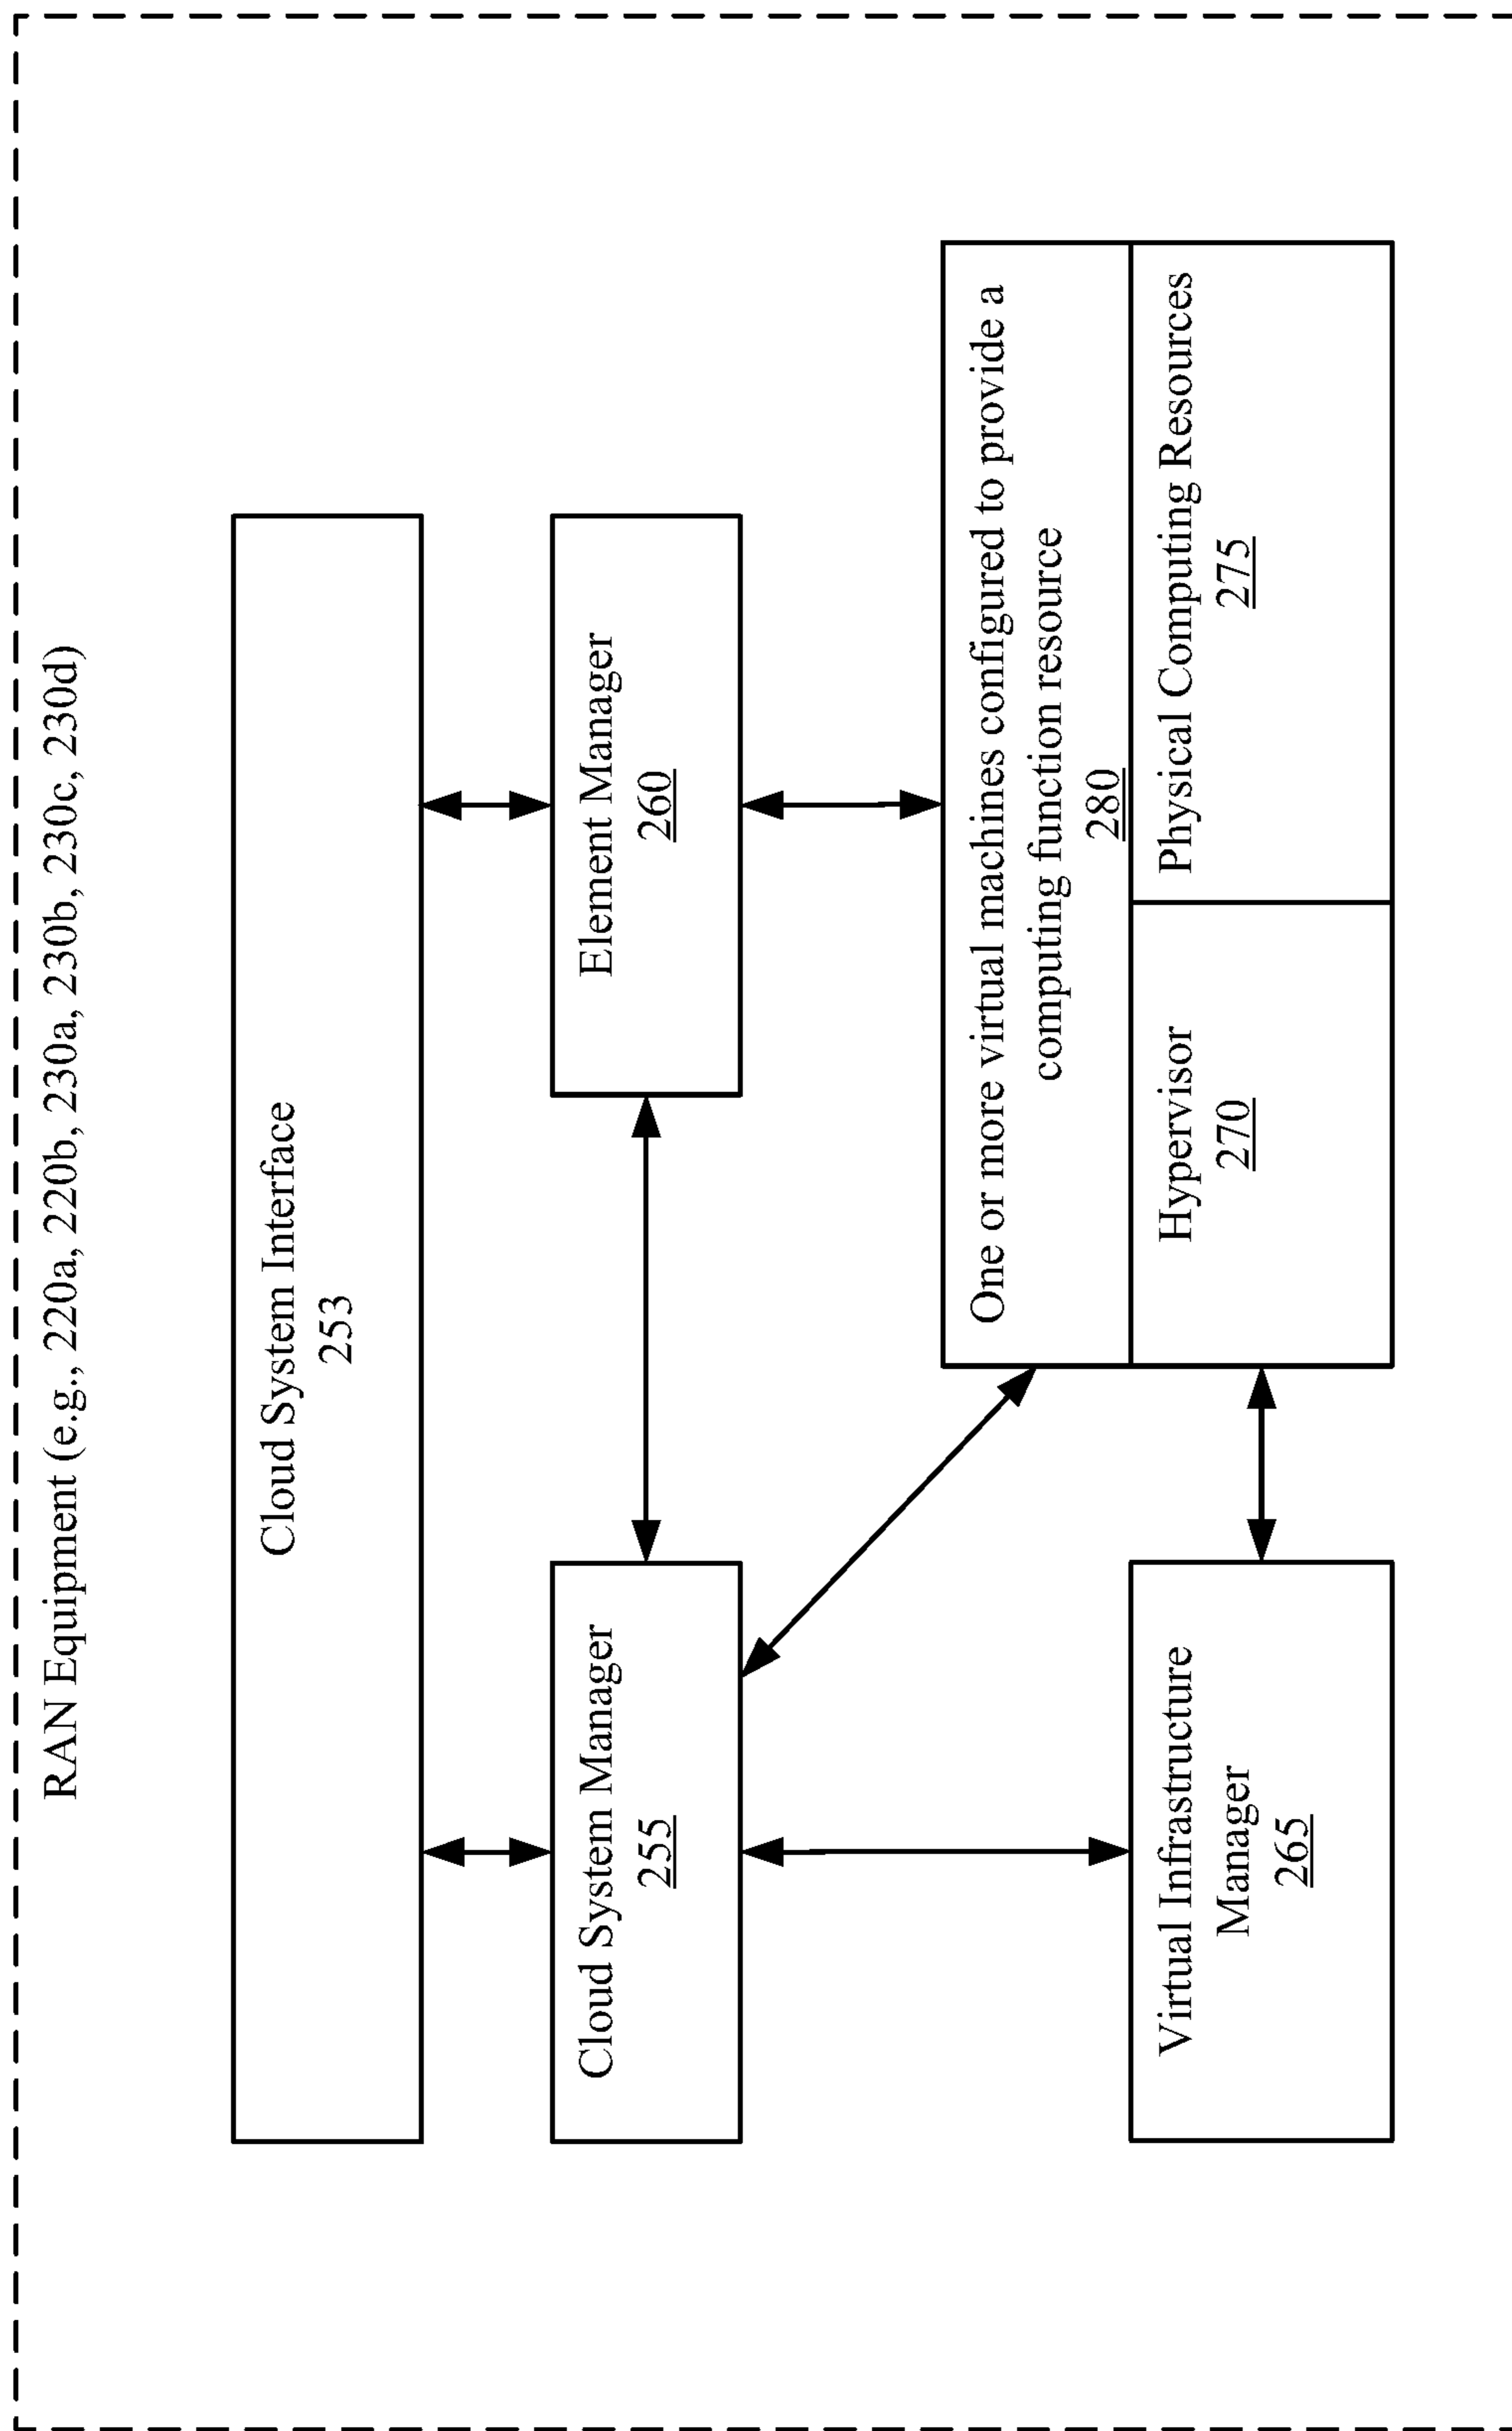 RAN Equipment (e.g., 220a, 220b, 230a, 230b, 230c, 230d)
Cloud System Interface
253
Cloud System Manager
255
Element Manager
260
One or more virtual machines configured to provide a
computing function resource
280
Virtual Infrastructure
Manager
265
Hypervisor
270
Physical Computing Resources
275